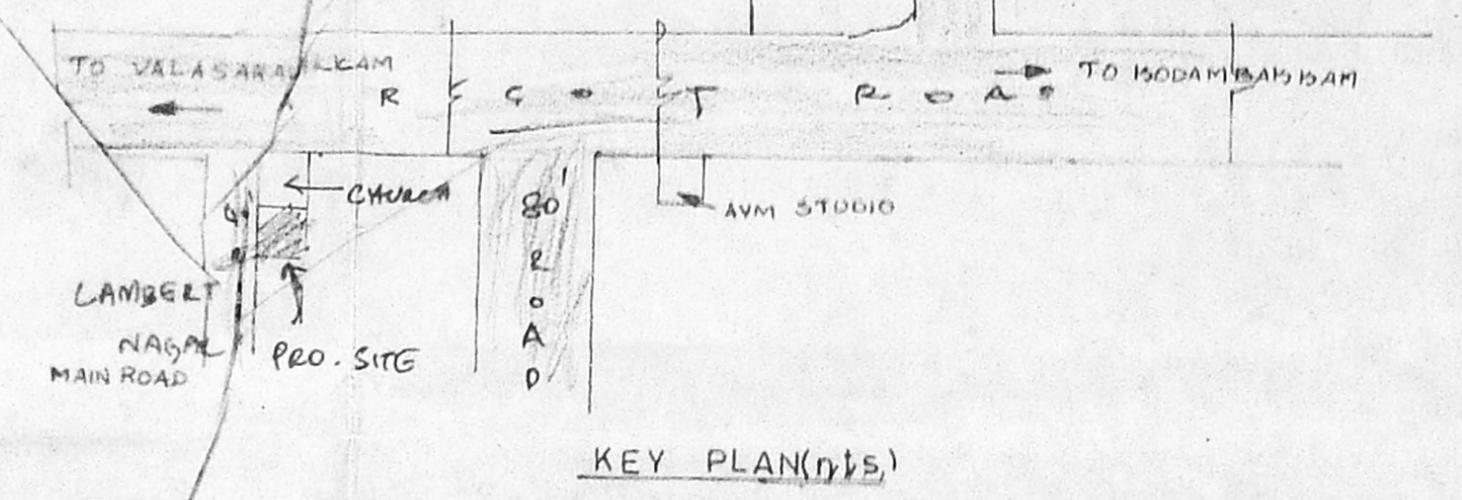 TO VALASARAVAKKAM
R C O T R O A D
TO KODAMBAKKAM
CHURCH
80'
R
O
A
D
AVM STUDIO
LAMBERT
NAGAR
MAIN ROAD
PRO. SITE
KEY PLAN(nts)